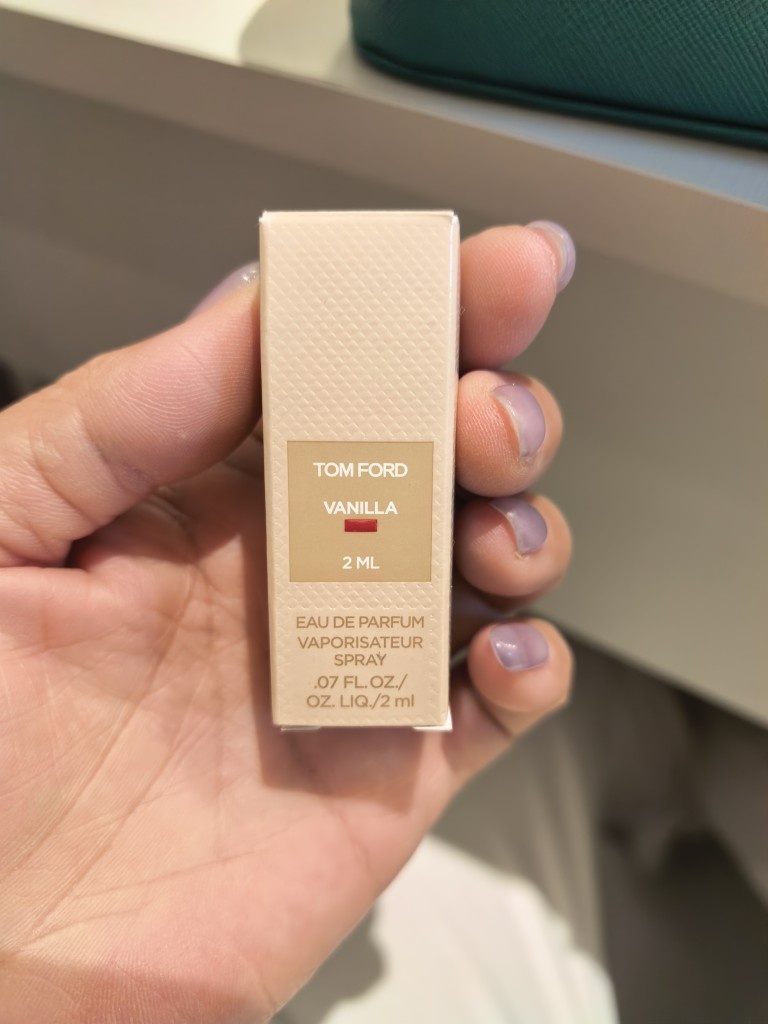 TOM FORD
VANILLA
2 ML
EAU DE PARFUM
VAPORISATEUR
SPRAY
.07 FL. OZ./
OZ. LIQ./2 ml